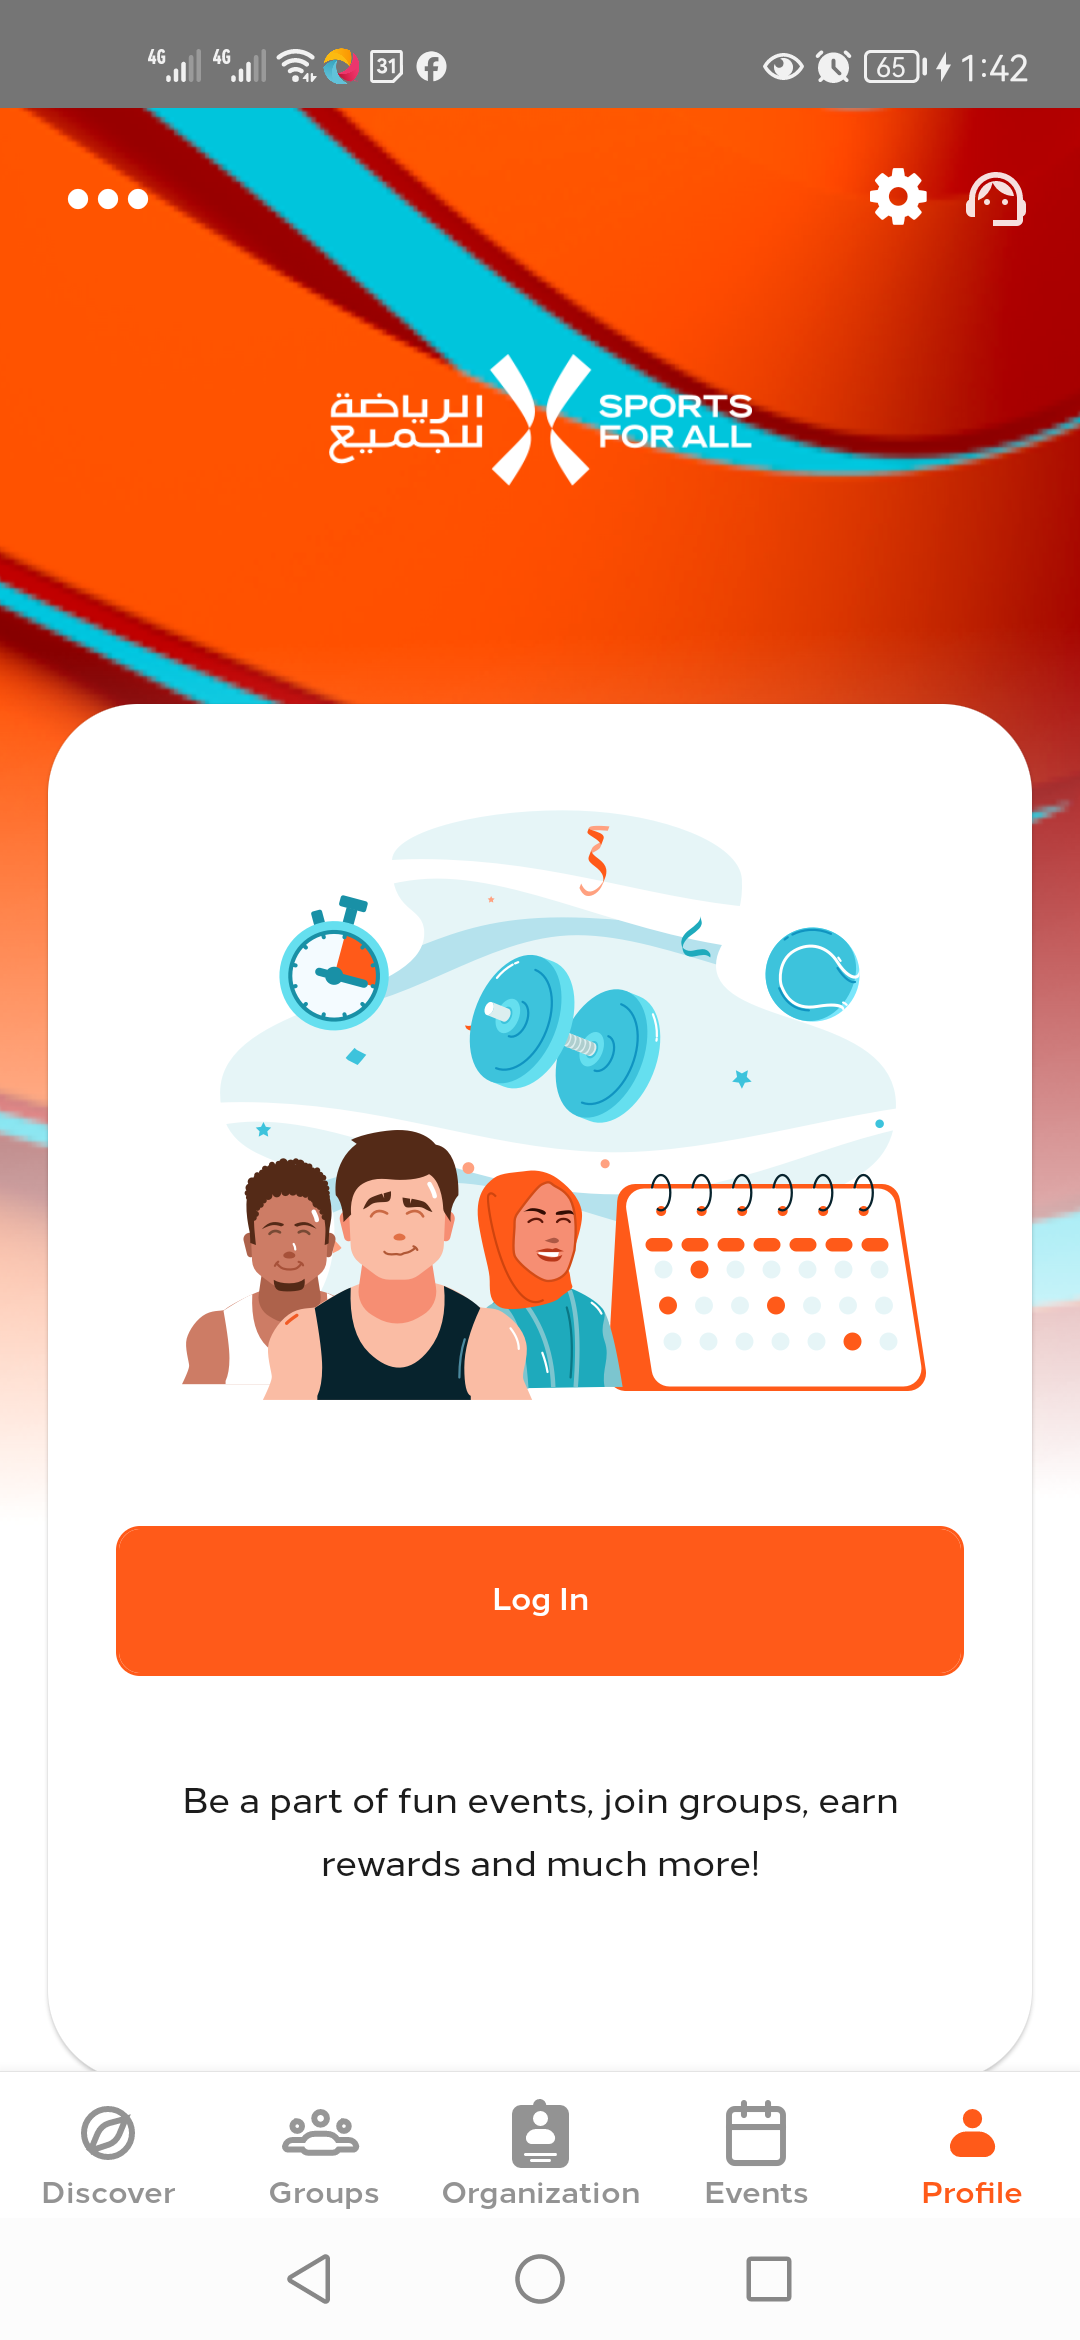 4G 4G 31 65 1:42
الرياضة
للجميع
SPORTS
FOR ALL
Log In
Be a part of fun events, join groups, earn
rewards and much more!
Discover Groups Organization Events Profile